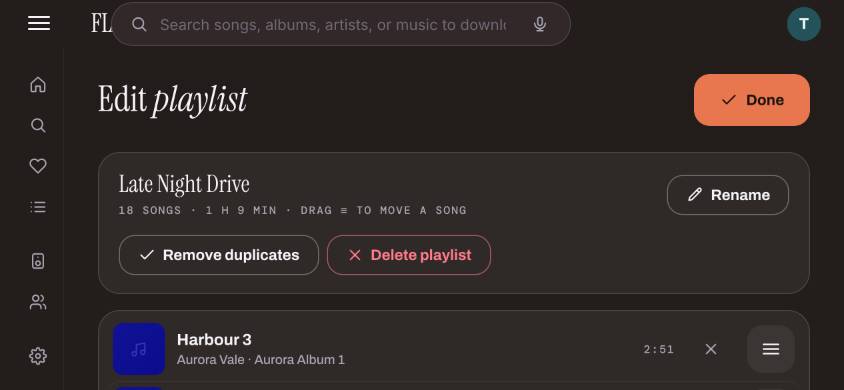 FL
Search songs, albums, artists, or music to downl
T
Edit playlist
Done
Late Night Drive
18 SONGS · 1 H 9 MIN · DRAG ≡ TO MOVE A SONG
Rename
Remove duplicates
Delete playlist
Harbour 3
Aurora Vale · Aurora Album 1
2:51